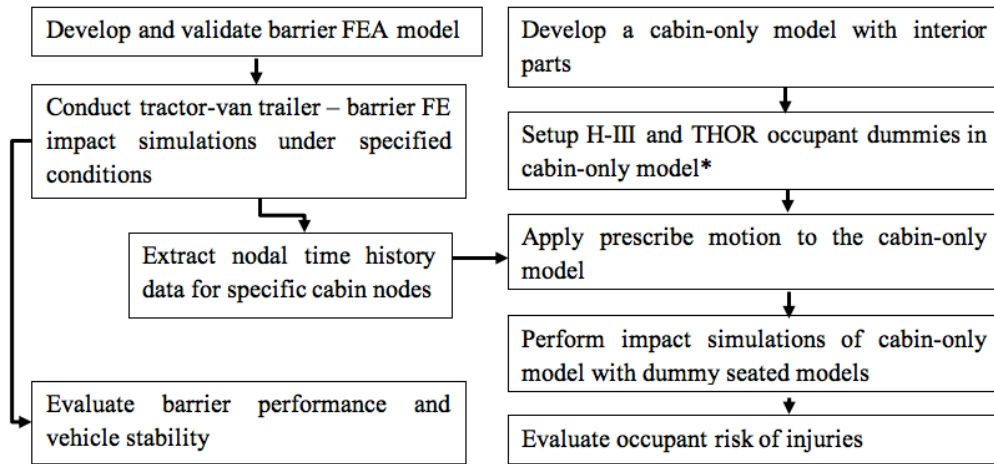 Develop and validate barrier FEA model
Conduct tractor-van trailer – barrier FE
impact simulations under specified
conditions
Extract nodal time history
data for specific cabin nodes
Evaluate barrier performance and
vehicle stability
Develop a cabin-only model with interior
parts
Setup H-III and THOR occupant dummies in
cabin-only model*
Apply prescribe motion to the cabin-only
model
Perform impact simulations of cabin-only
model with dummy seated models
Evaluate occupant risk of injuries